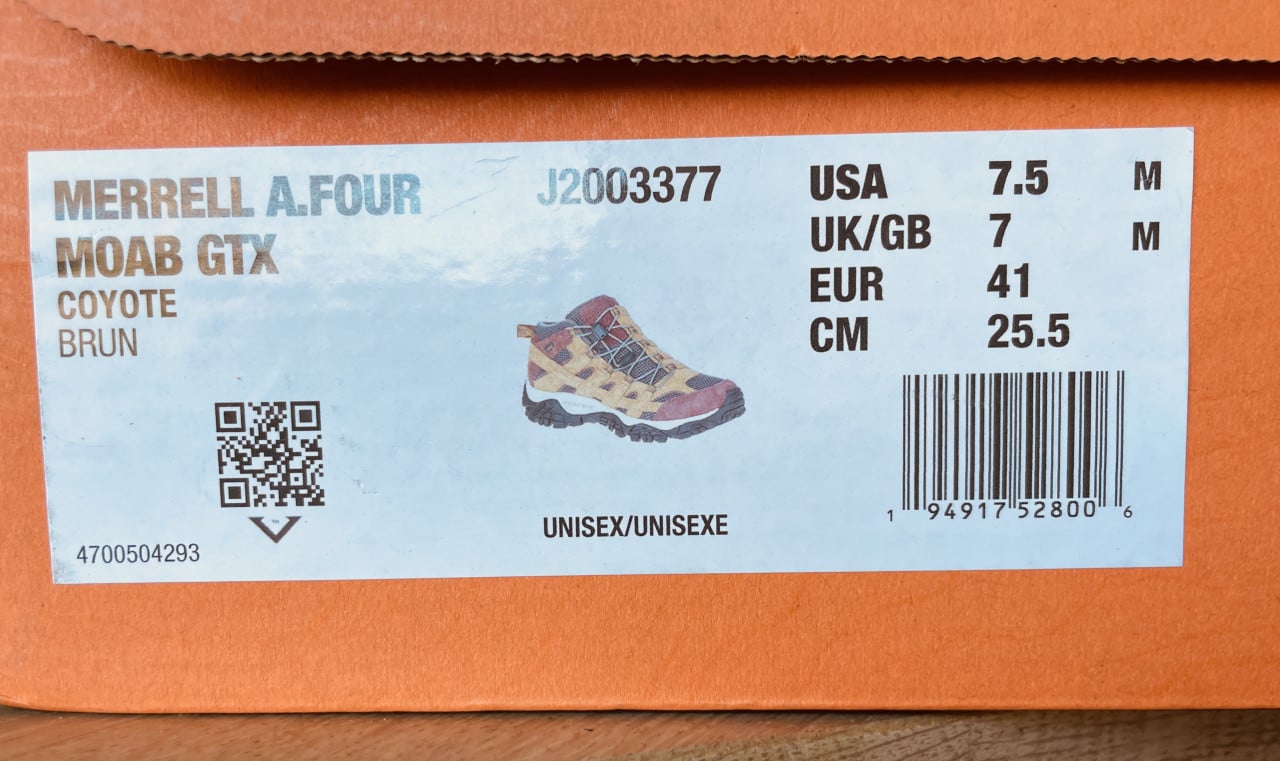 MERRELL A.FOUR
MOAB GTX
COYOTE
BRUN
4700504293
J2003377
UNISEX/UNISEXE
USA 7.5 M
UK/GB 7 M
EUR 41
CM 25.5
1 94917 52800 6